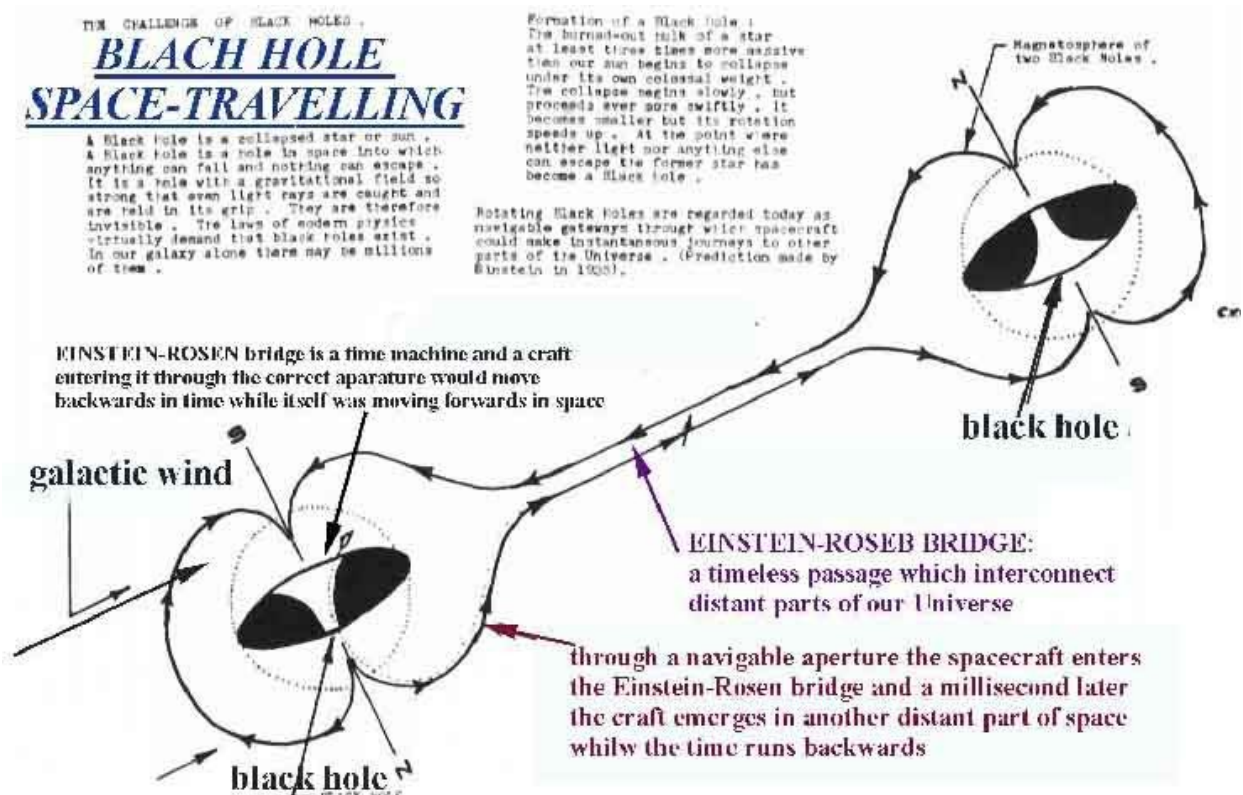 THE CHALLENGE OF BLACK HOLES .
BLACH HOLE
SPACE-TRAVELLING
A Black Hole is a collapsed star or sun .
A Black Hole is a hole in space into which
anything can fall and nothing can escape .
It is a hole with a gravitational field so
strong that even light rays are caught and
are held in its grip . They are therefore
invisible . The laws of modern physics
virtually demand that black holes exist .
In our galaxy alone there may be millions
of them .
Formation of a Black Hole :
The burned-out hulk of a star
at least three times more massive
than our sun begins to collapse
under its own colossal weight .
The collapse begins slowly , but
proceeds ever more swiftly . It
becomes smaller but its rotation
speeds up . At the point where
neither light nor anything else
can escape the former star has
become a Black Hole .
Rotating Black Holes are regarded today as
navigable gateways through which spacecraft
could make instantaneous journeys to other
parts of the Universe . (Prediction made by
Einstein in
Magnetosphere of
two Black Holes .
N
S
black hole
EINSTEIN-ROSEN bridge is a time machine and a craft
entering it through the correct aparature would move
backwards in time while itself was moving forwards in space
galactic wind
S
EINSTEIN-ROSEB BRIDGE:
a timeless passage which interconnect
distant parts of our Universe
through a navigable aperture the spacecraft enters
the Einstein-Rosen bridge and a millisecond later
the craft emerges in another distant part of space
whilw the time runs backwards
black hole
N
BLACK HOLE